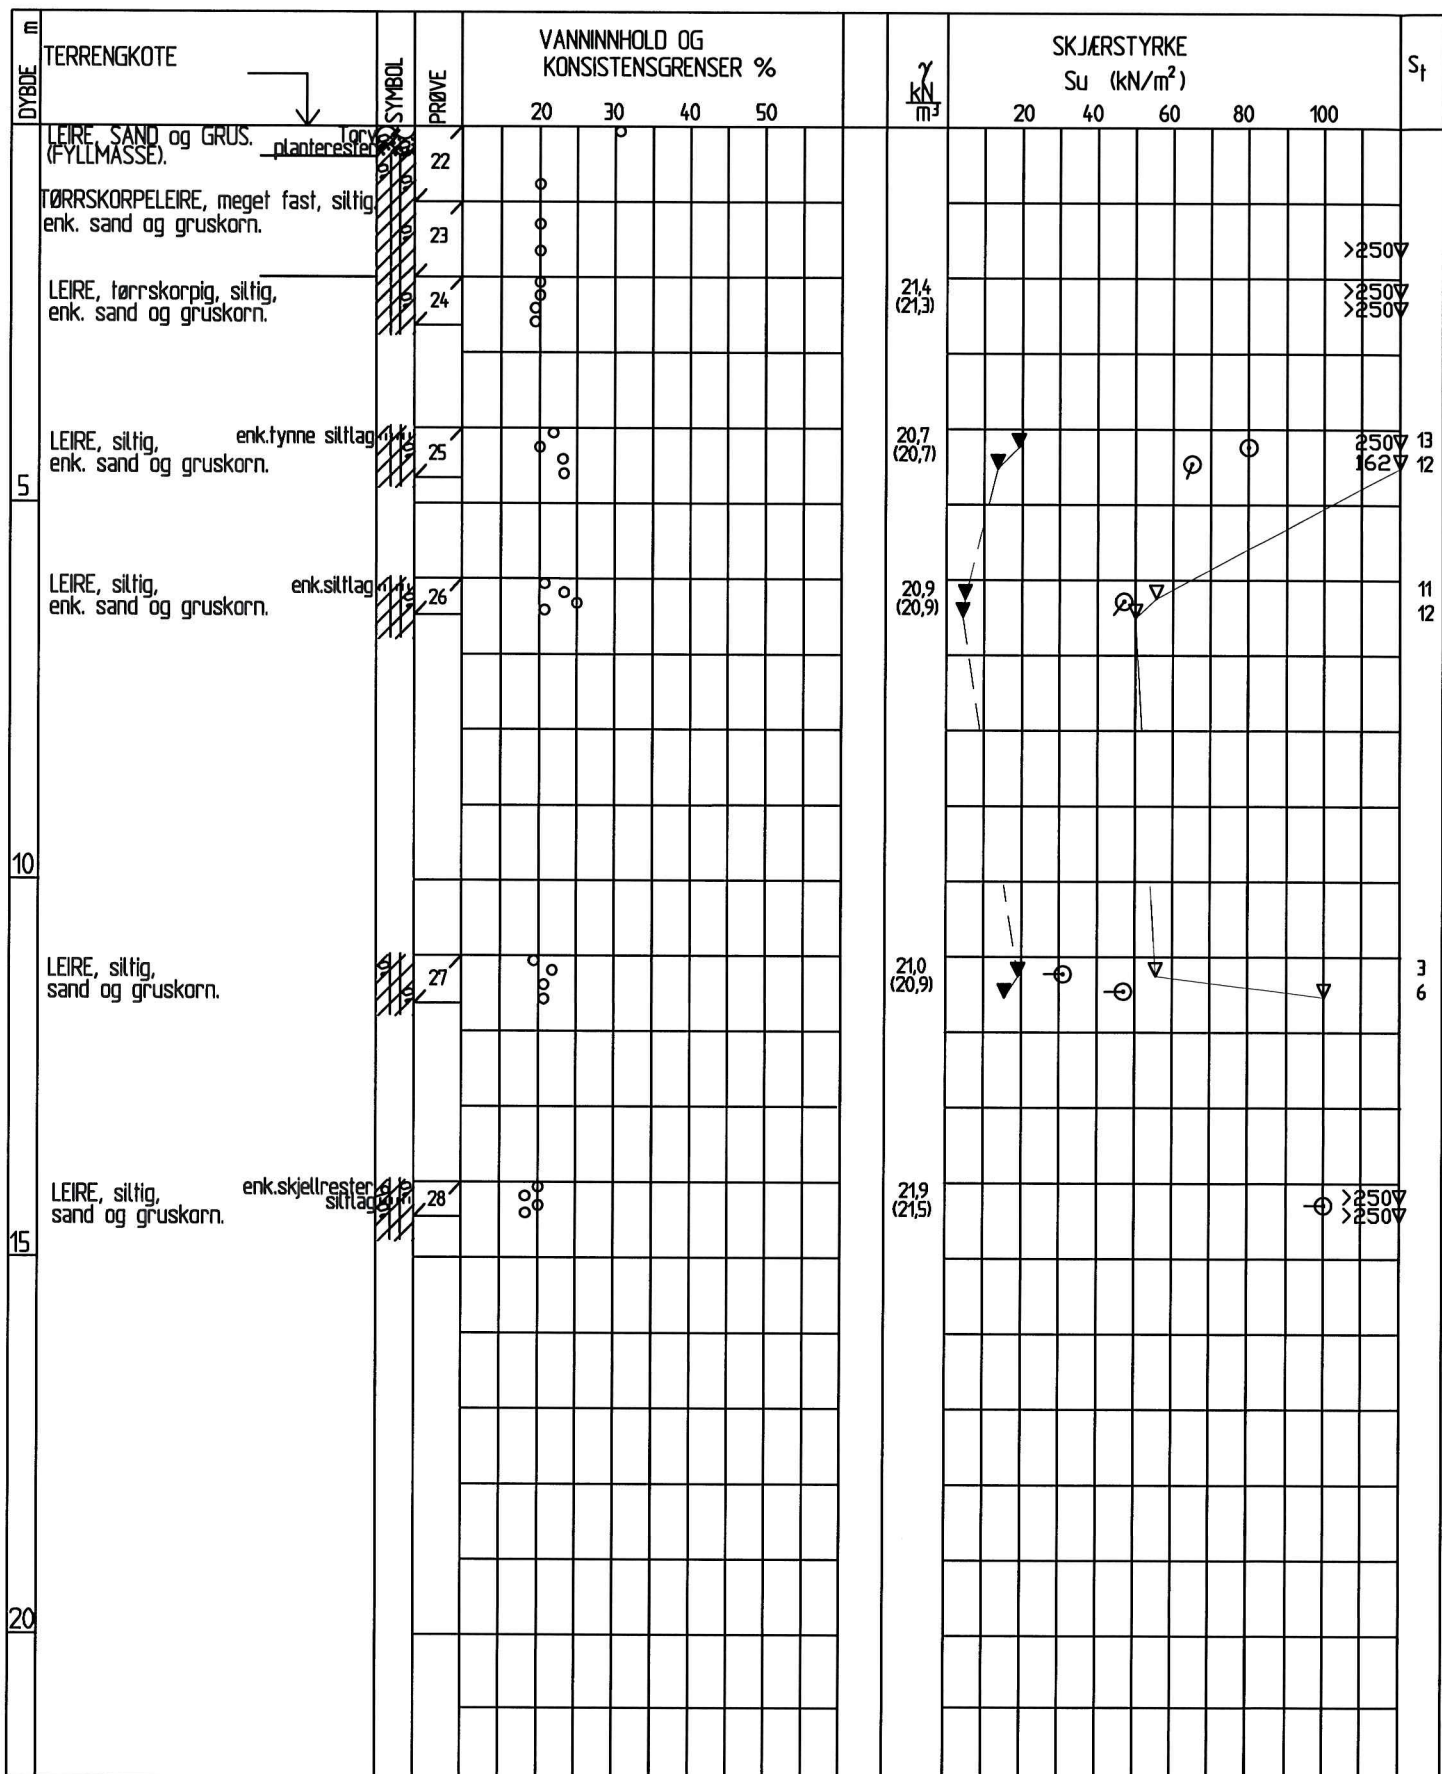 DYBDE m
TERRENGKOTE
SYMBOL
PRØVE
VANNINNHOLD OG
KONSISTENSGRENSER %
20 30 40 50
γ
kN
m³
SKJÆRSTYRKE
Su (kN/m²)
20 40 60 80 100
St
LEIRE, SAND og GRUS. Torv
(FYLLMASSE). planterester
22
TØRRSKORPELEIRE, meget fast, siltig
enk. sand og gruskorn.
23
>250
LEIRE, tørrskorpig, siltig,
enk. sand og gruskorn.
24
21,4
(21,3)
>250
>250
LEIRE, siltig, enk.tynne siltlag
enk. sand og gruskorn.
25
20,7
(20,7)
250 13
162 12
5
LEIRE, siltig, enk.siltlag
enk. sand og gruskorn.
26
20,9
(20,9)
11
12
10
LEIRE, siltig,
sand og gruskorn.
27
21,0
(20,9)
3
6
LEIRE, siltig, enk.skjellrester
sand og gruskorn. siltlag
28
21,9
(21,5)
>250
>250
15
20